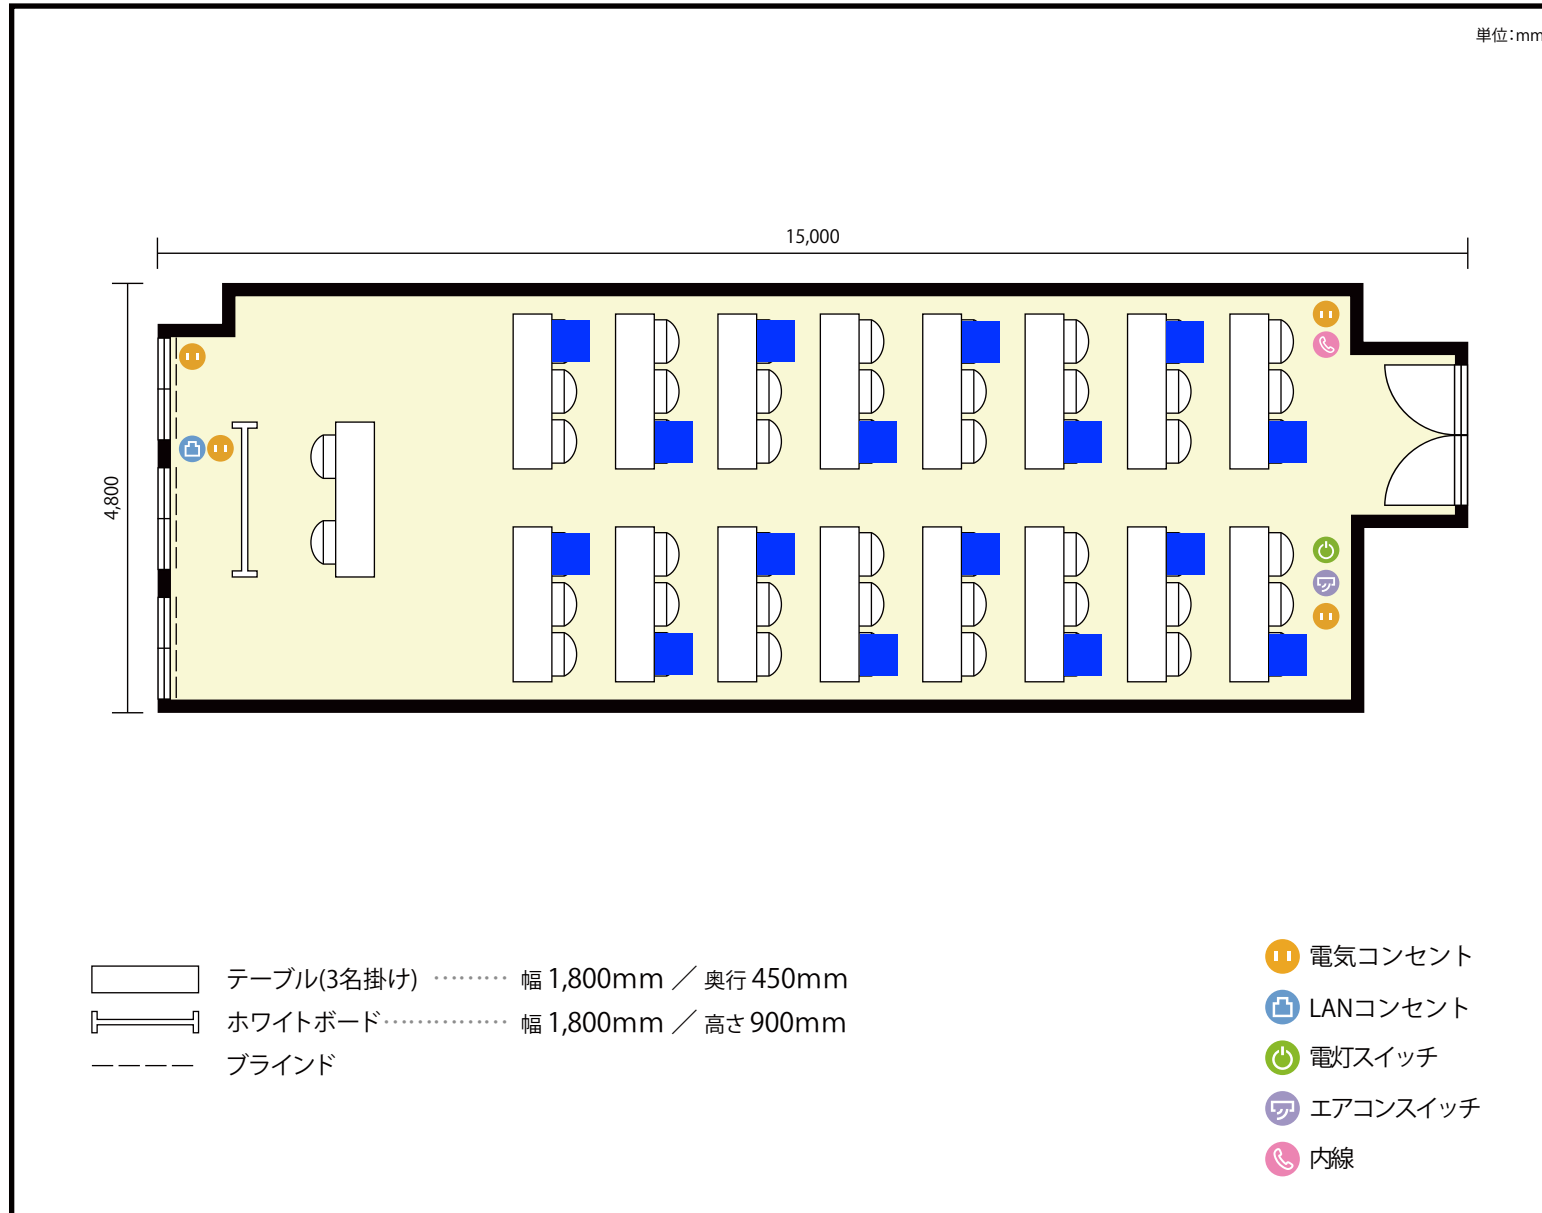 単位:mm
15,000
4,800
テーブル(3名掛け) ········· 幅 1,800mm ／ 奥行 450mm
ホワイトボード·············· 幅 1,800mm ／ 高さ 900mm
ブラインド
電気コンセント
LANコンセント
電灯スイッチ
エアコンスイッチ
内線